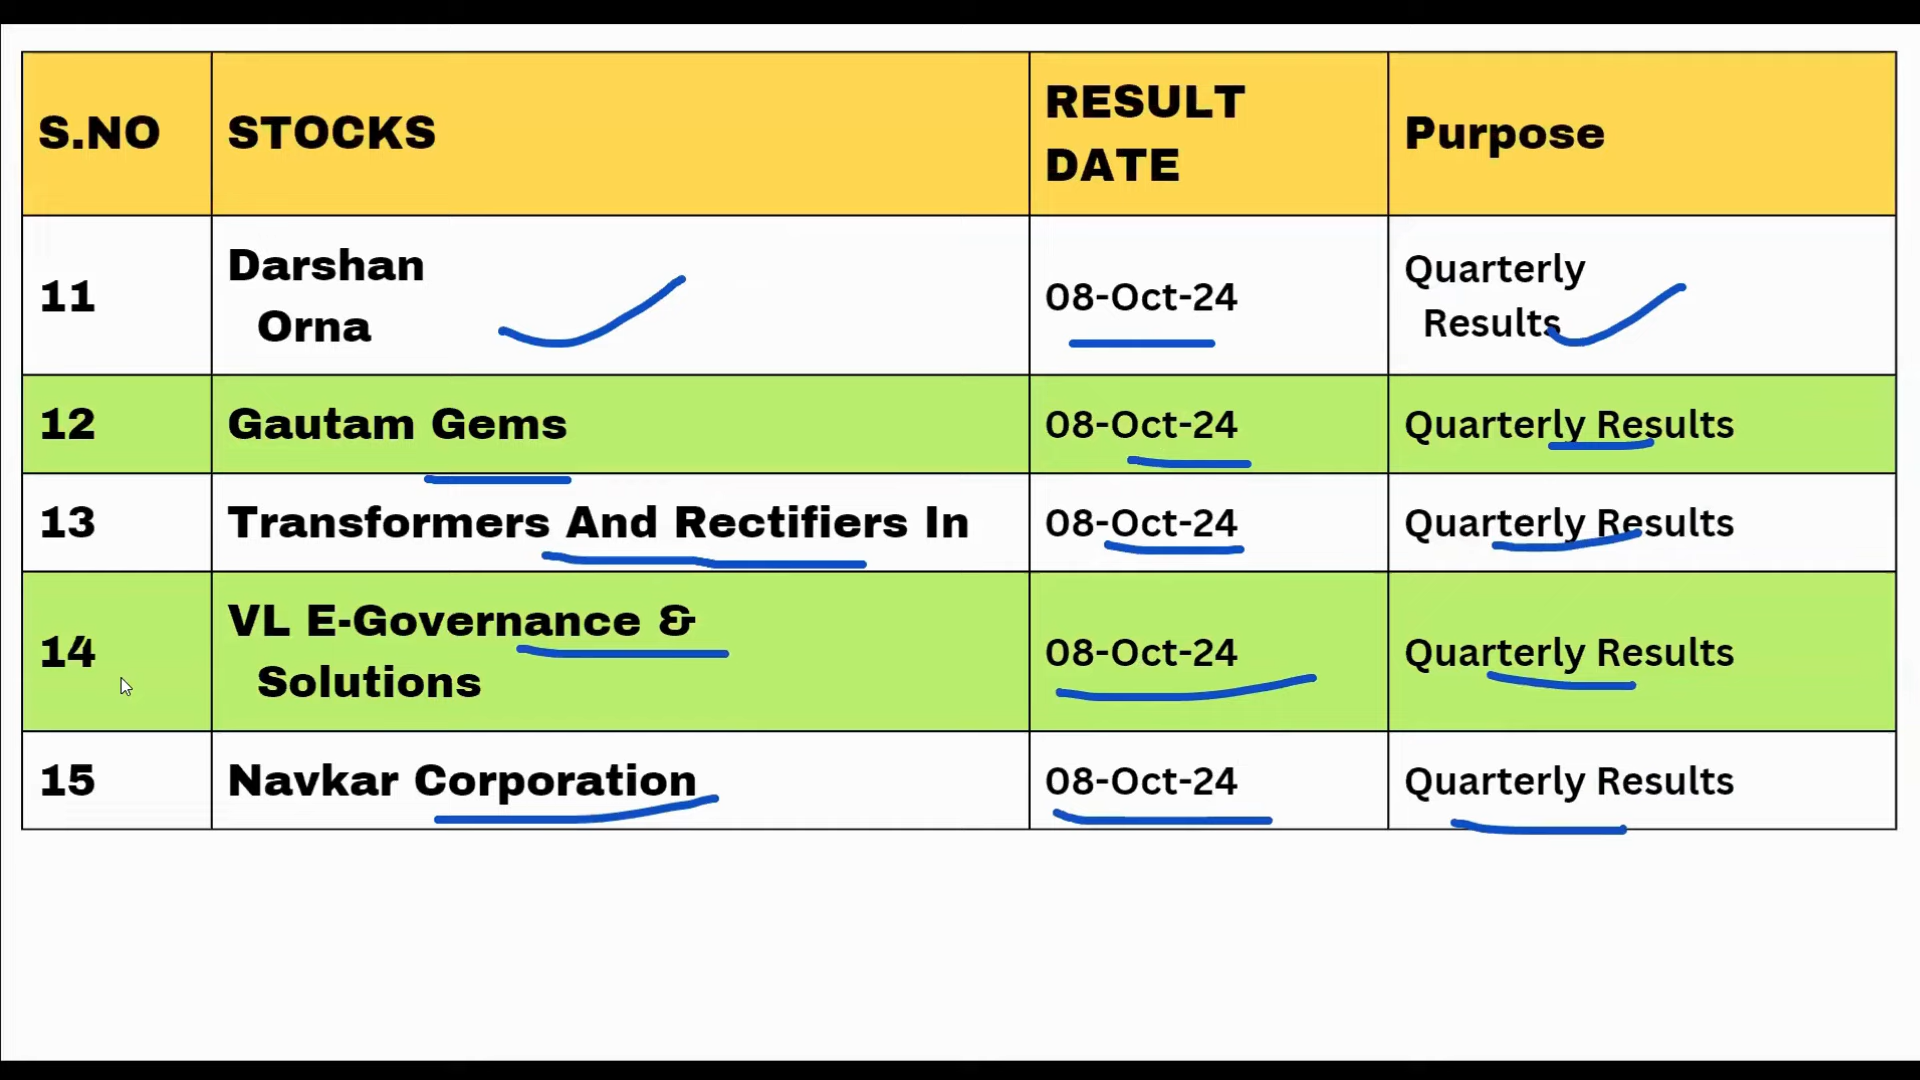 S.NO STOCKS RESULT DATE Purpose
11 Darshan Orna 08-Oct-24 Quarterly Results
12 Gautam Gems 08-Oct-24 Quarterly Results
13 Transformers And Rectifiers In 08-Oct-24 Quarterly Results
14 VL E-Governance & Solutions 08-Oct-24 Quarterly Results
15 Navkar Corporation 08-Oct-24 Quarterly Results